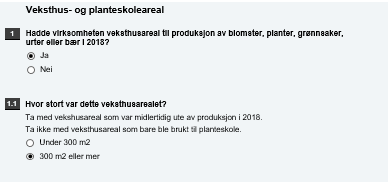 Veksthus- og planteskoleareal
1 Hadde virksomheten veksthusareal til produksjon av blomster, planter, grønnsaker,
urter eller bær i 2018?
Ja
Nei
1.1 Hvor stort var dette veksthusarealet?
Ta med vekshusareal som var midlertidig ute av produksjon i 2018.
Ta ikke med veksthusareal som bare ble brukt til planteskole.
Under 300 m2
300 m2 eller mer